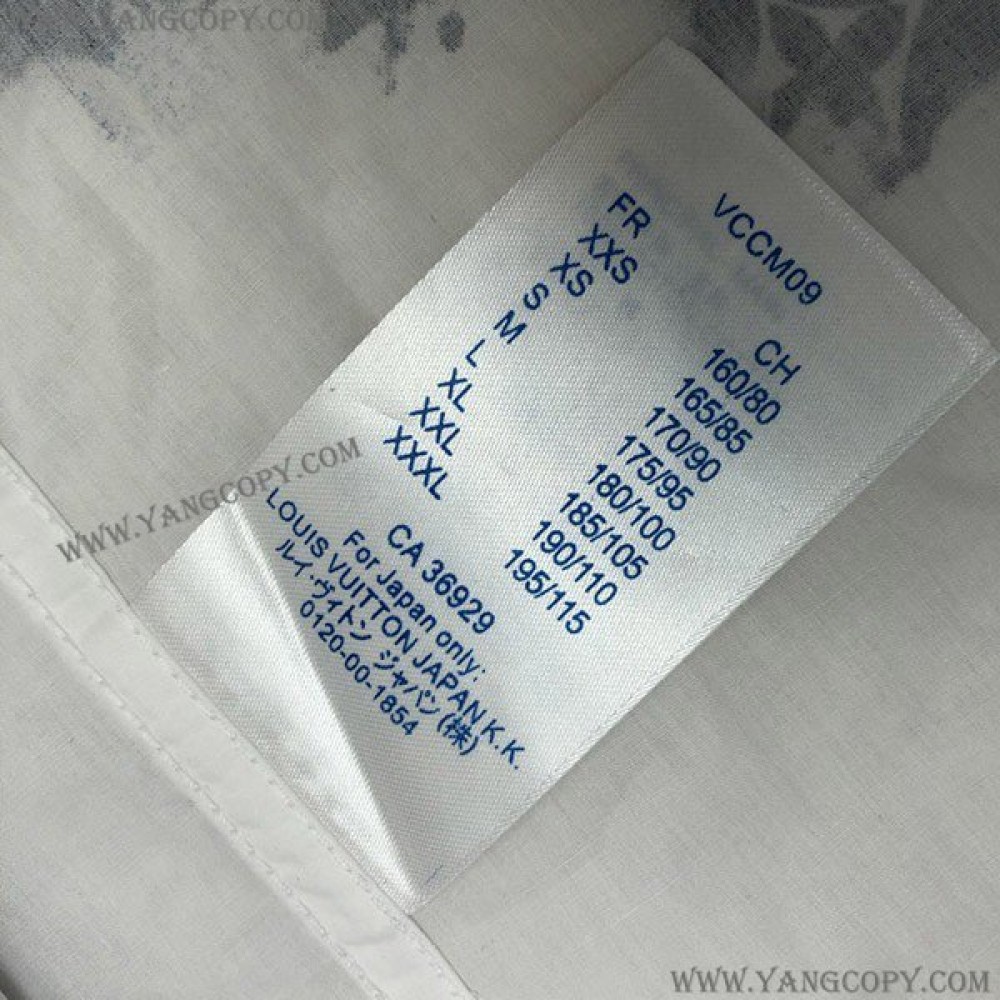 WWW.YANGCOPY.COM
VCCM09
FR CH
XXS 160/80
XS 165/85
S 170/90
M 175/95
L 180/100
XL 185/105
XXL 190/110
XXXL 195/115
CA 36929
For Japan only:
LOUIS VUITTON JAPAN K.K.
ルイ・ヴィトン ジャパン(株)
0120-00-1854
WWW.YANGCOPY.COM
WWW.YANGCOPY.COM